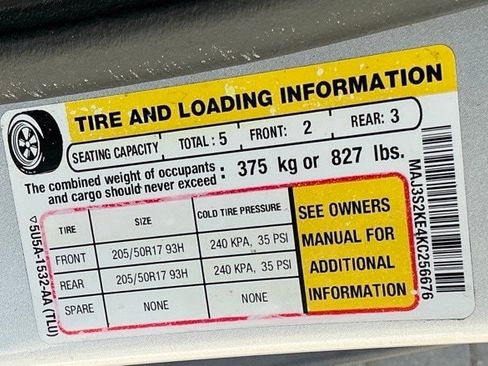 TIRE AND LOADING INFORMATION
SEATING CAPACITY TOTAL : 5 FRONT: 2 REAR: 3
The combined weight of occupants
and cargo should never exceed : 375 kg or 827 lbs.
TIRE SIZE COLD TIRE PRESSURE
FRONT 205/50R17 93H 240 KPA, 35 PSI
REAR 205/50R17 93H 240 KPA, 35 PSI
SPARE NONE NONE
SEE OWNERS
MANUAL FOR
ADDITIONAL
INFORMATION
5U5A-1532-AA (TLU)
MAJ3S2KE4KC256676